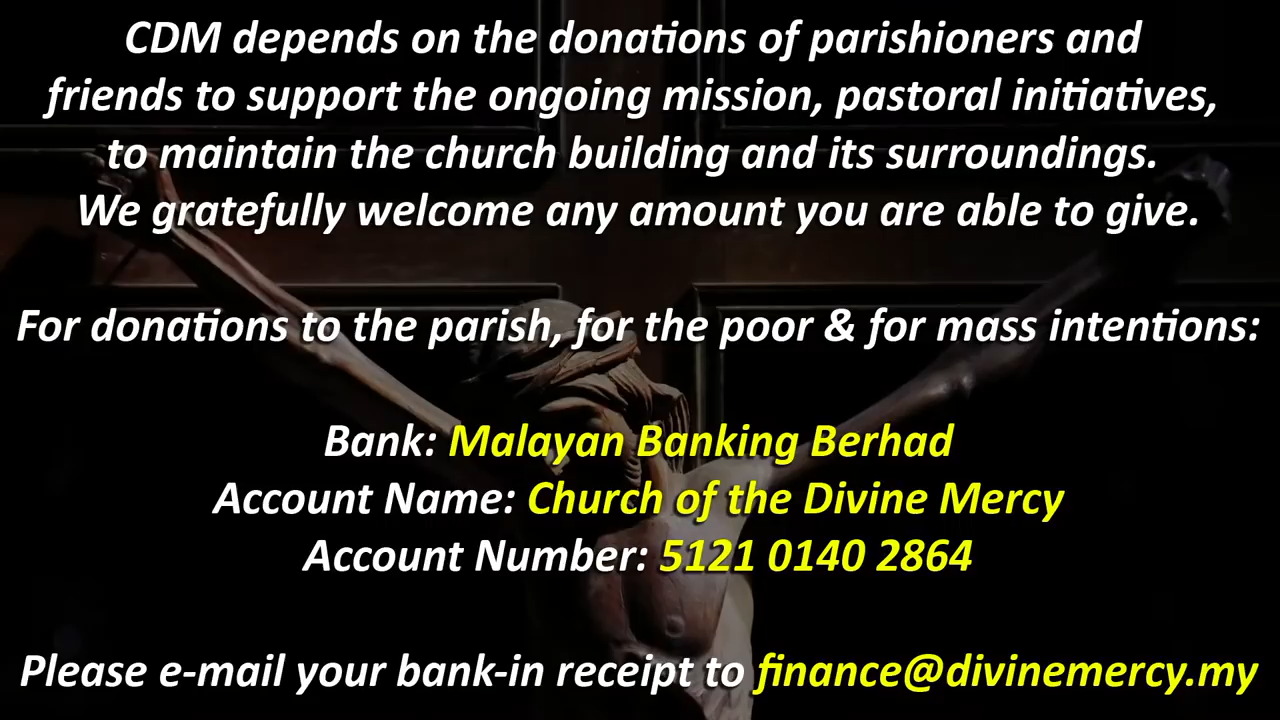 CDM depends on the donations of parishioners and
friends to support the ongoing mission, pastoral initiatives,
to maintain the church building and its surroundings.
We gratefully welcome any amount you are able to give.
For donations to the parish, for the poor & for mass intentions:
Bank: Malayan Banking Berhad
Account Name: Church of the Divine Mercy
Account Number: 5121 0140 2864
Please e-mail your bank-in receipt to finance@divinemercy.my